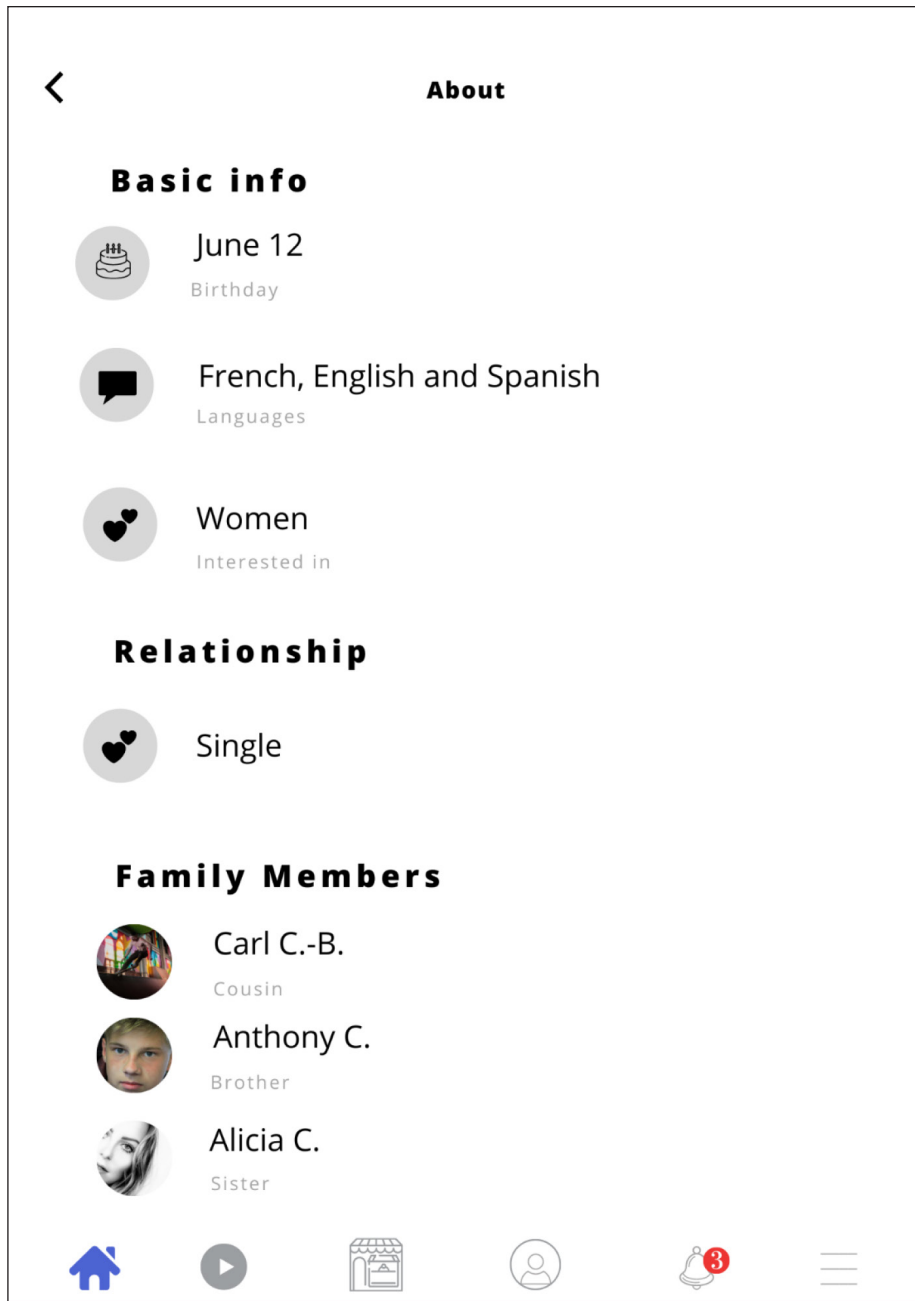 About
Basic info
June 12
Birthday
French, English and Spanish
Languages
Women
Interested in
Relationship
Single
Family Members
Carl C.-B.
Cousin
Anthony C.
Brother
Alicia C.
Sister
3